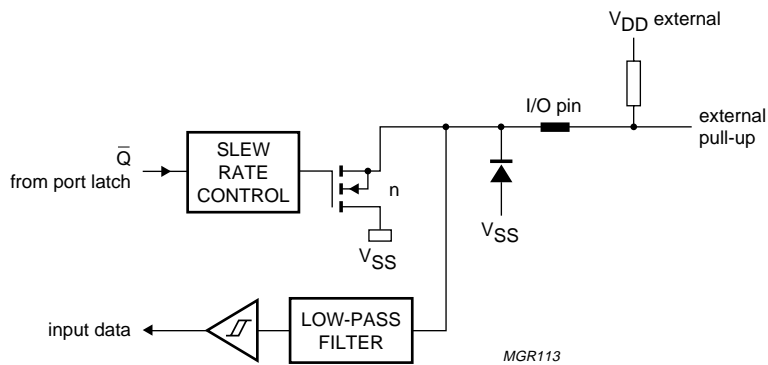 VDD external
I/O pin
external
pull-up
Q̅
from port latch
SLEW
RATE
CONTROL
n
VSS
VSS
input data
LOW-PASS
FILTER
MGR113